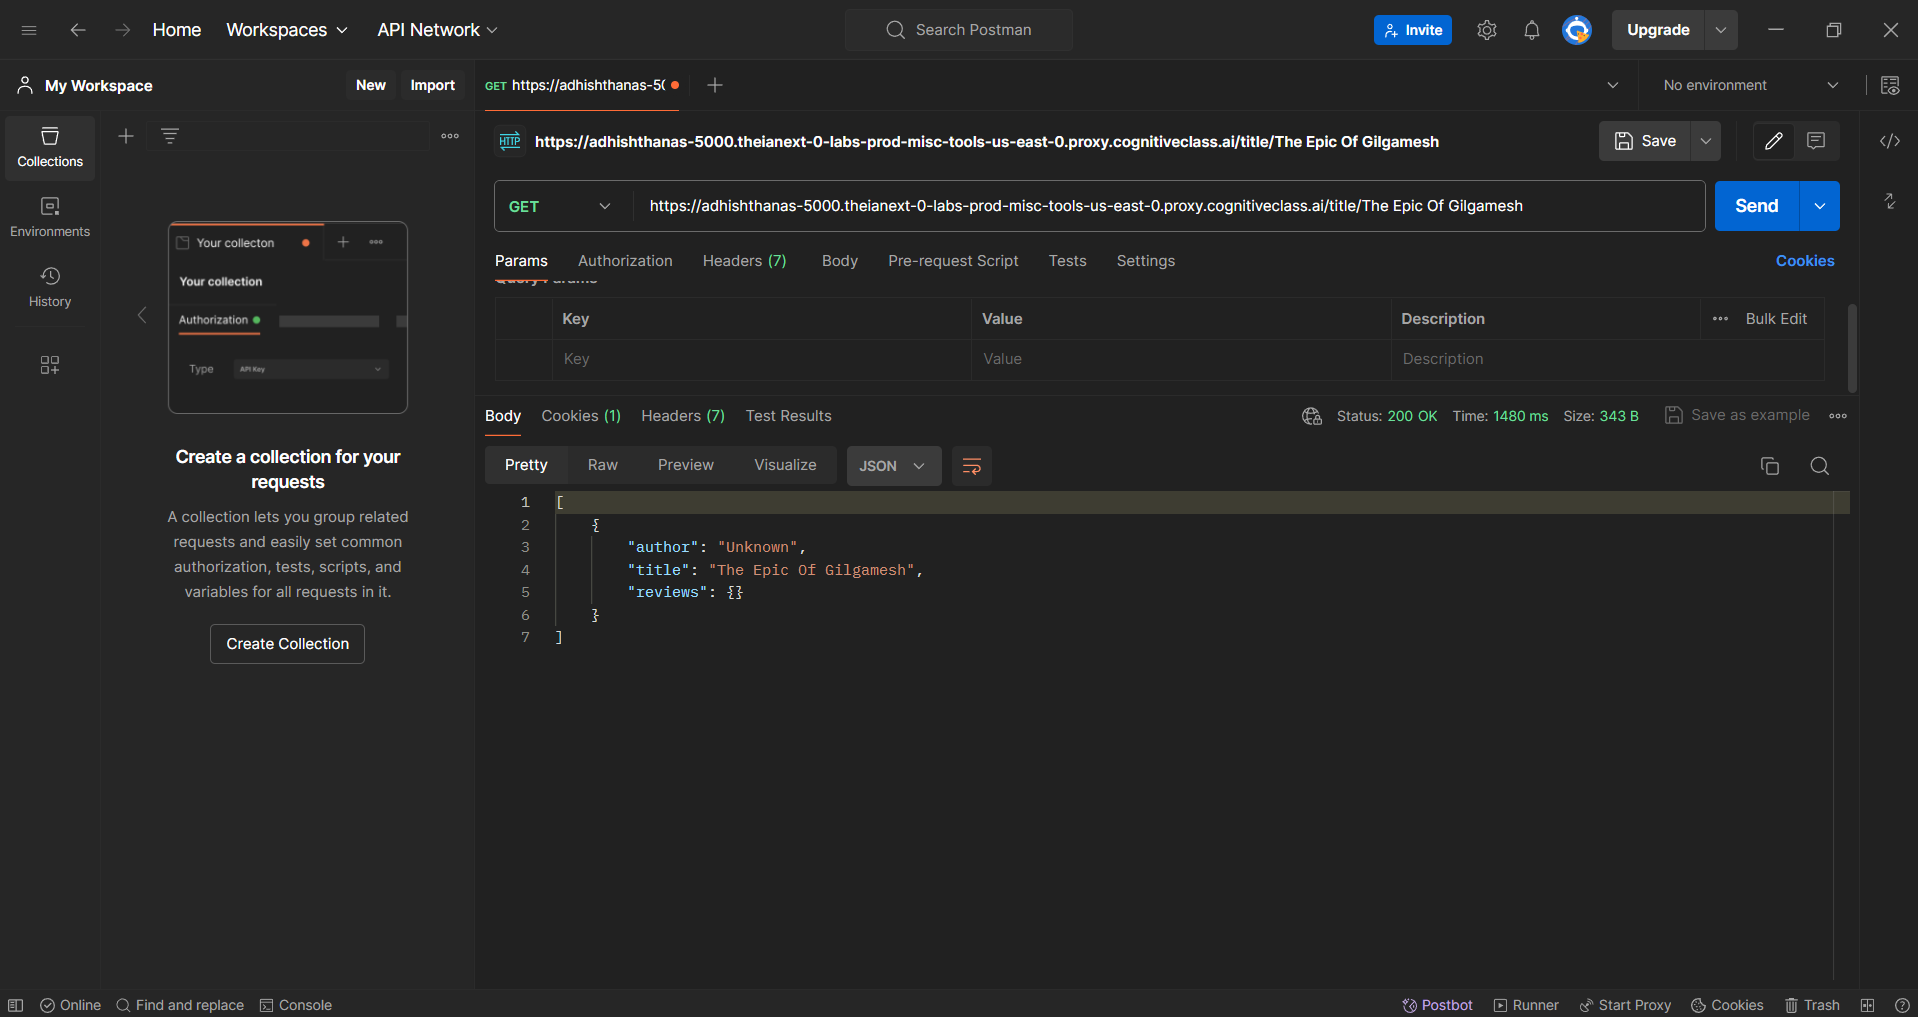 Home Workspaces API Network Search Postman Invite Upgrade
My Workspace New Import GET https://adhishthanas-50 No environment
Collections
Environments
History
Your collecton
Your collection
Authorization
Type API Key
Create a collection for your
requests
A collection lets you group related
requests and easily set common
authorization, tests, scripts, and
variables for all requests in it.
Create Collection
HTTP https://adhishthanas-5000.theianext-0-labs-prod-misc-tools-us-east-0.proxy.cognitiveclass.ai/title/The Epic Of Gilgamesh Save
GET https://adhishthanas-5000.theianext-0-labs-prod-misc-tools-us-east-0.proxy.cognitiveclass.ai/title/The Epic Of Gilgamesh Send
Params Authorization Headers (7) Body Pre-request Script Tests Settings Cookies
Query Params
Key Value Description Bulk Edit
Key Value Description
Body Cookies (1) Headers (7) Test Results Status: 200 OK Time: 1480 ms Size: 343 B Save as example
Pretty Raw Preview Visualize JSON
1 [
2 {
3 "author": "Unknown",
4 "title": "The Epic Of Gilgamesh",
5 "reviews": {}
6 }
7 ]
Online Find and replace Console Postbot Runner Start Proxy Cookies Trash